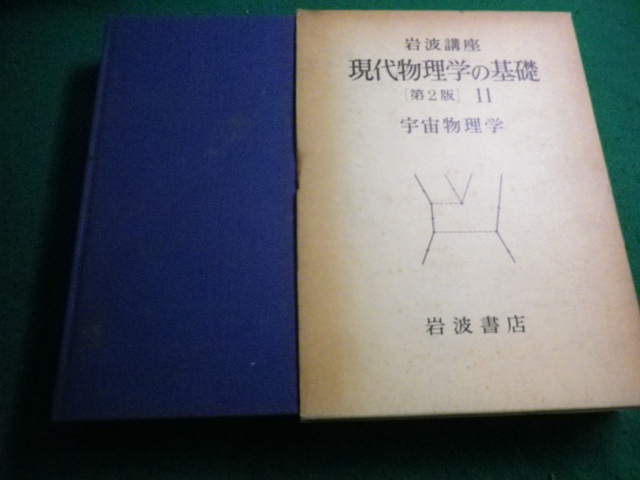 岩波講座
現代物理学の基礎
［第2版］ 11
宇宙物理学
岩波書店